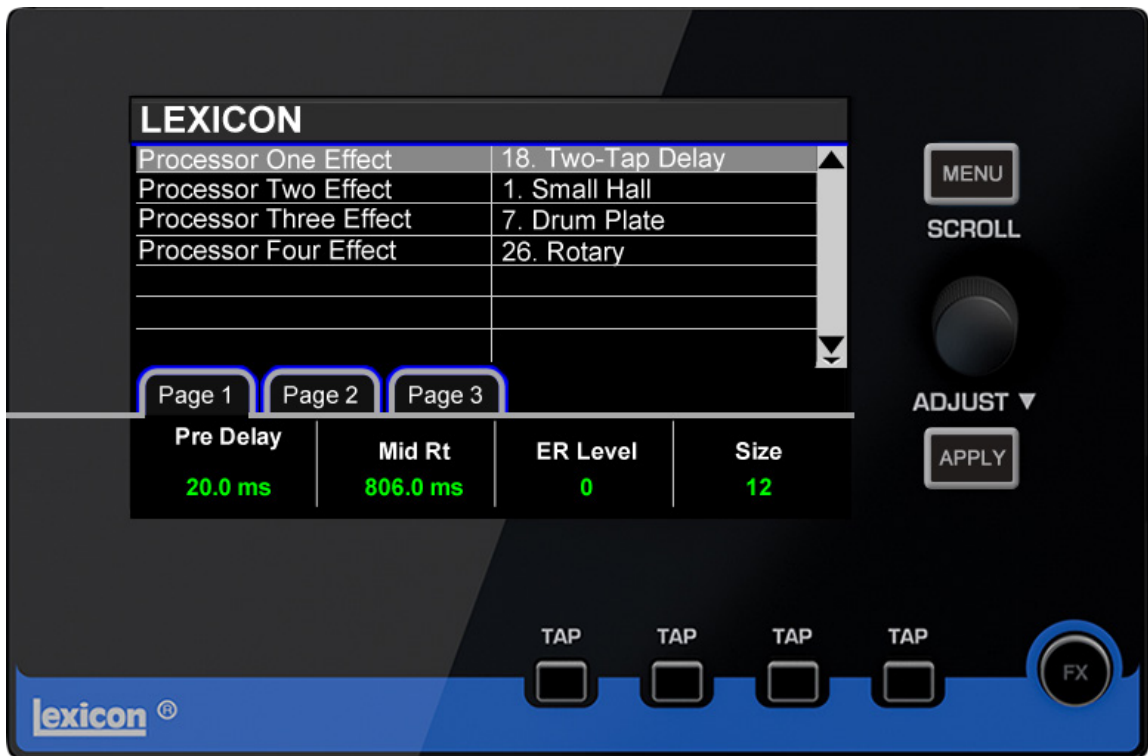 LEXICON
Processor One Effect 18. Two-Tap Delay
Processor Two Effect 1. Small Hall
Processor Three Effect 7. Drum Plate
Processor Four Effect 26. Rotary
Page 1 Page 2 Page 3
Pre Delay Mid Rt ER Level Size
20.0 ms 806.0 ms 0 12
MENU
SCROLL
ADJUST ▼
APPLY
TAP TAP TAP TAP
FX
lexicon ®